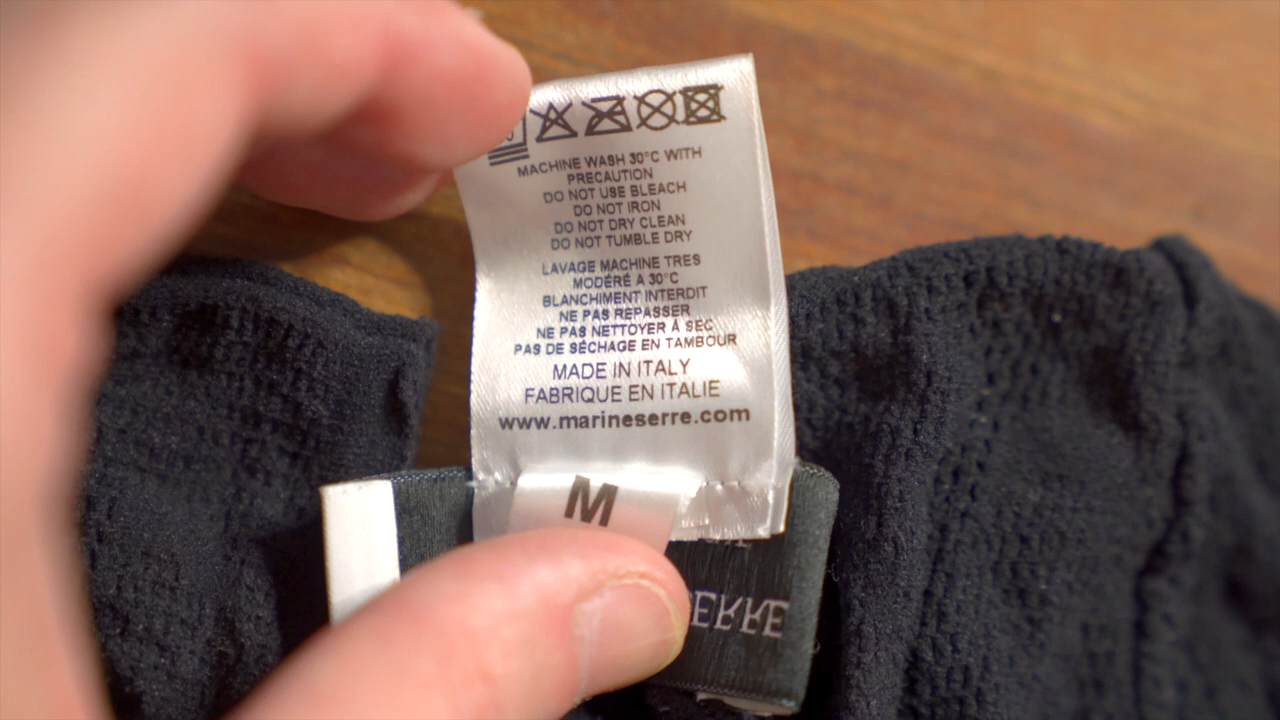 MACHINE WASH 30°C WITH
PRECAUTION
DO NOT USE BLEACH
DO NOT IRON
DO NOT DRY CLEAN
DO NOT TUMBLE DRY
LAVAGE MACHINE TRES
MODÉRÉ A 30°C
BLANCHIMENT INTERDIT
NE PAS REPASSER
NE PAS NETTOYER À SEC
PAS DE SÉCHAGE EN TAMBOUR
MADE IN ITALY
FABRIQUE EN ITALIE
www.marineserre.com
M
SERRE